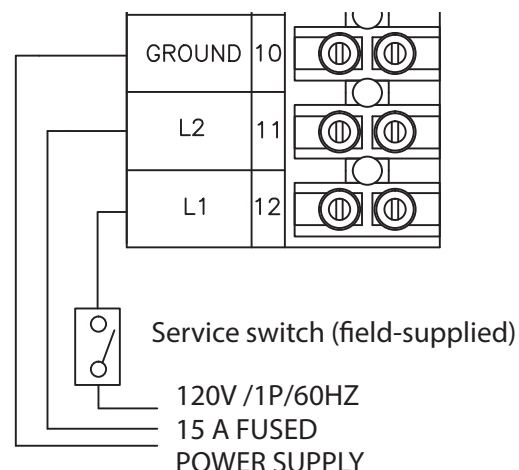 GROUND 10
L2 11
L1 12
Service switch (field-supplied)
120V /1P/60HZ
15 A FUSED
POWER SUPPLY